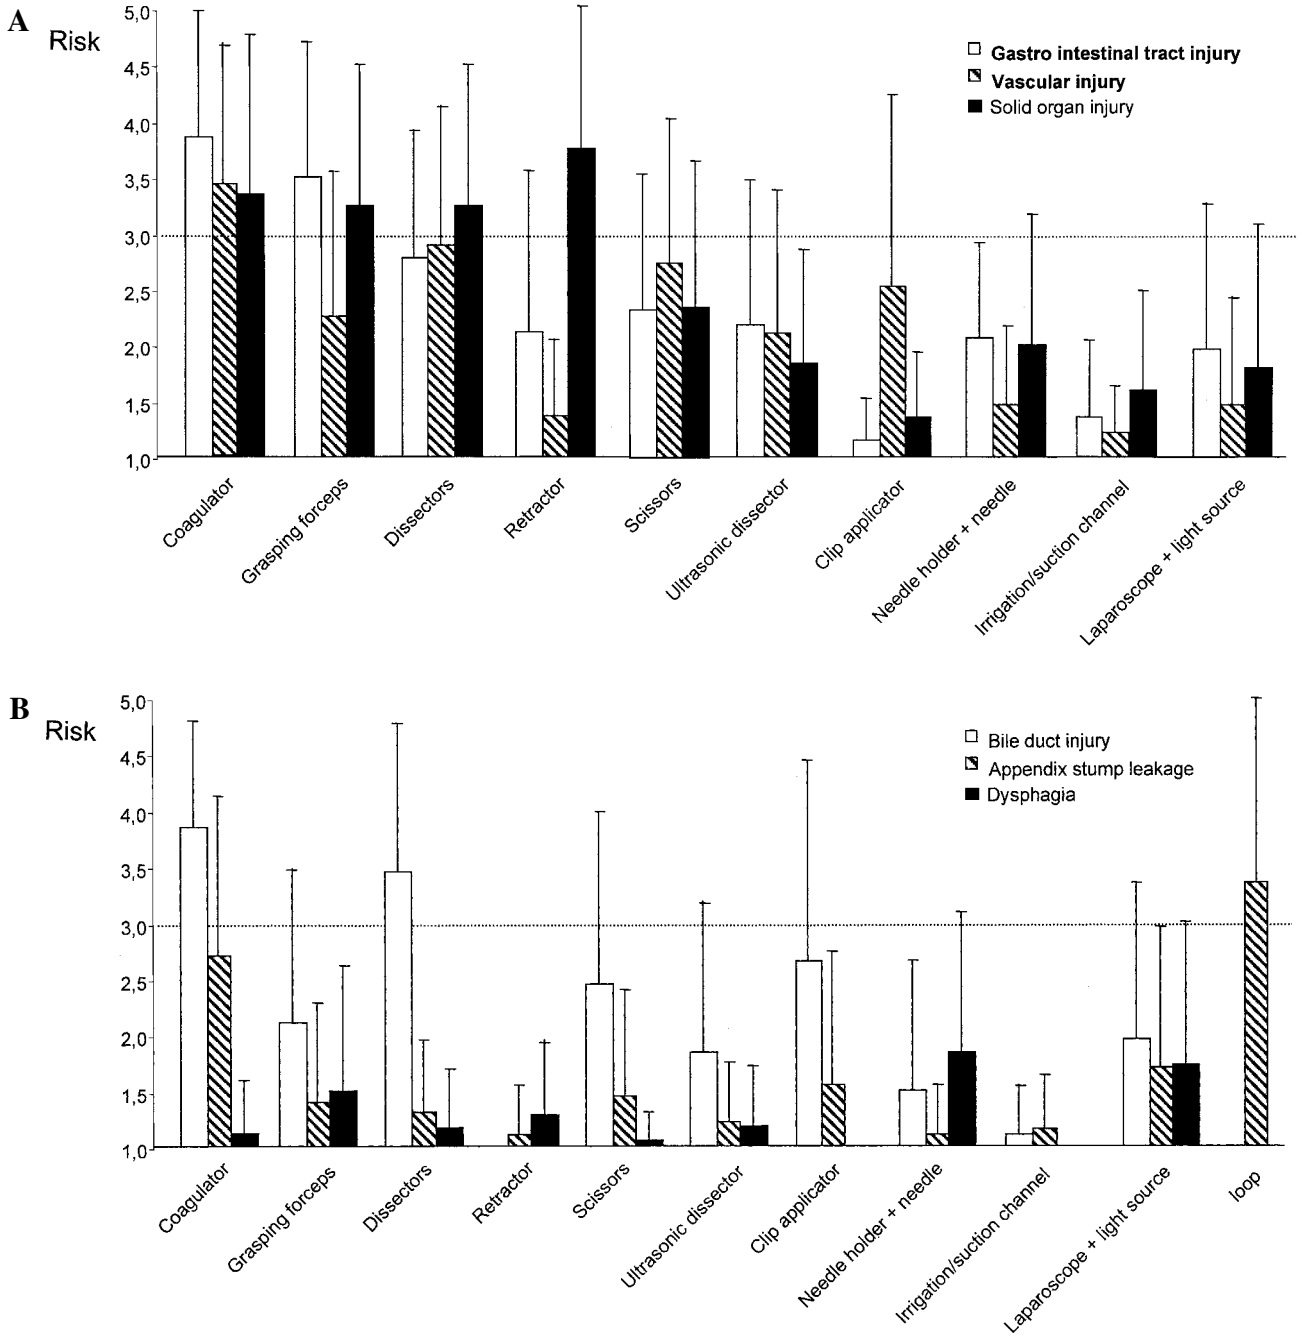 A
Risk
5,0
4,5
4,0
3,5
3,0
2,5
2,0
1,5
1,0
Gastro intestinal tract injury
Vascular injury
Solid organ injury
Coagulator
Grasping forceps
Dissectors
Retractor
Scissors
Ultrasonic dissector
Clip applicator
Needle holder + needle
Irrigation/suction channel
Laparoscope + light source
B
Risk
5,0
4,5
4,0
3,5
3,0
2,5
2,0
1,5
1,0
Bile duct injury
Appendix stump leakage
Dysphagia
Coagulator
Grasping forceps
Dissectors
Retractor
Scissors
Ultrasonic dissector
Clip applicator
Needle holder + needle
Irrigation/suction channel
Laparoscope + light source
loop